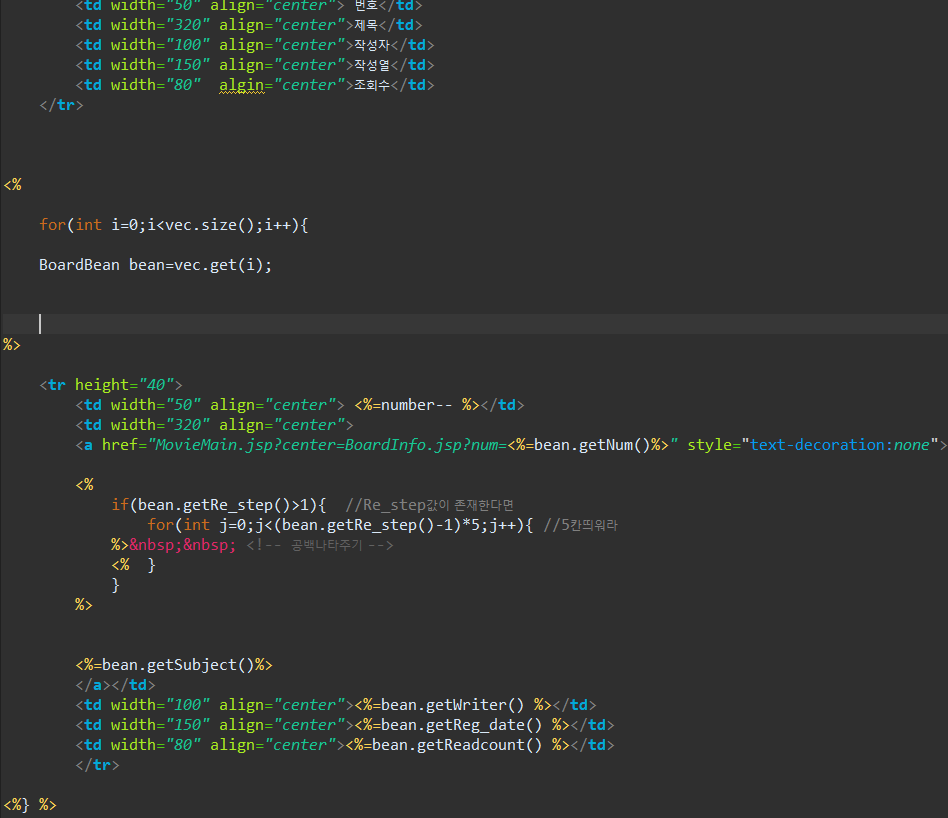 <td width="50" align="center"> 번호</td>
<td width="320" align="center">제목</td>
<td width="100" align="center">작성자</td>
<td width="150" align="center">작성열</td>
<td width="80"  algin="center">조회수</td>
</tr>
<%
for(int i=0;i<vec.size();i++){
BoardBean bean=vec.get(i);
%>
<tr height="40">
<td width="50" align="center"> <%=number-- %></td>
<td width="320" align="center">
<a href="MovieMain.jsp?center=BoardInfo.jsp?num=<%=bean.getNum()%>" style="text-decoration:none">
<%
if(bean.getRe_step()>1){  //Re_step값이 존재한다면
for(int j=0;j<(bean.getRe_step()-1)*5;j++){ //5칸띄워라
%>&nbsp;&nbsp; <!-- 공백나타주기 -->
<%  }
}
%>
<%=bean.getSubject()%>
</a></td>
<td width="100" align="center"><%=bean.getWriter() %></td>
<td width="150" align="center"><%=bean.getReg_date() %></td>
<td width="80" align="center"><%=bean.getReadcount() %></td>
</tr>
<%} %>